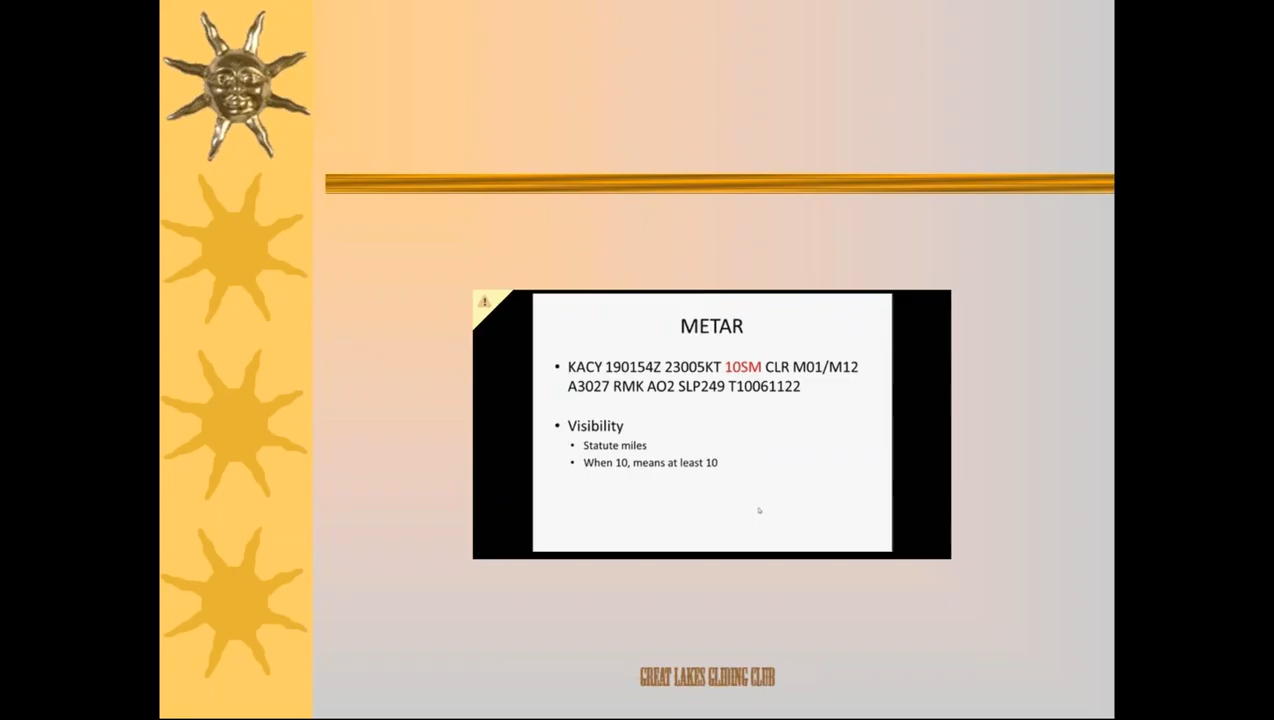 METAR
• KACY 190154Z 23005KT 10SM CLR M01/M12
A3027 RMK AO2 SLP249 T10061122
• Visibility
• Statute miles
• When 10, means at least 10
GREAT LAKES GLIDING CLUB